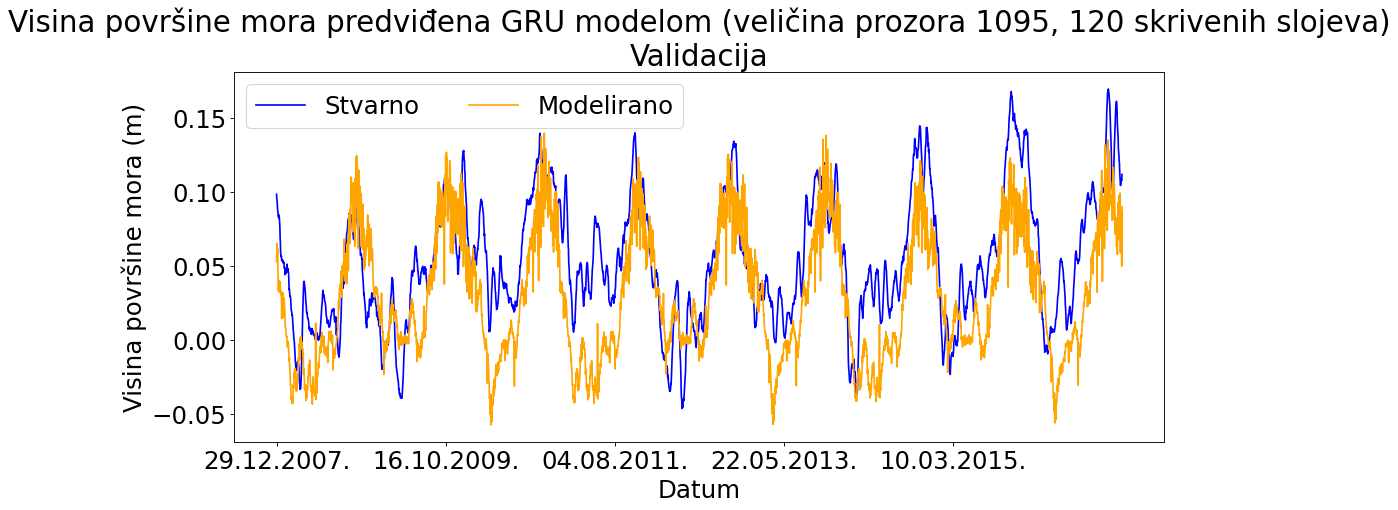 Visina površine mora predviđena GRU modelom (veličina prozora 1095, 120 skrivenih slojeva)
Validacija
Stvarno
Modelirano
Visina površine mora (m)
0.15
0.10
0.05
0.00
−0.05
29.12.2007.
16.10.2009.
04.08.2011.
22.05.2013.
10.03.2015.
Datum